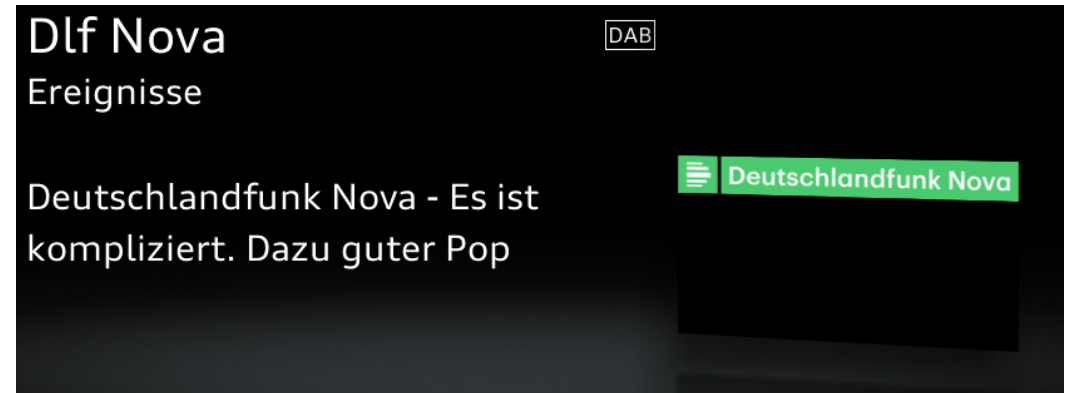 Dlf Nova
DAB
Ereignisse
Deutschlandfunk Nova - Es ist
kompliziert. Dazu guter Pop
Deutschlandfunk Nova